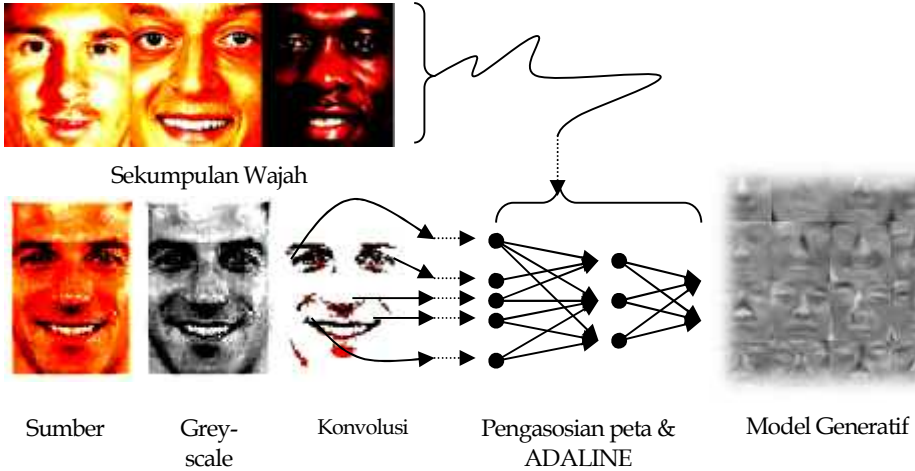 Sekumpulan Wajah
Sumber
Grey-
scale
Konvolusi
Pengasosian peta &
ADALINE
Model Generatif